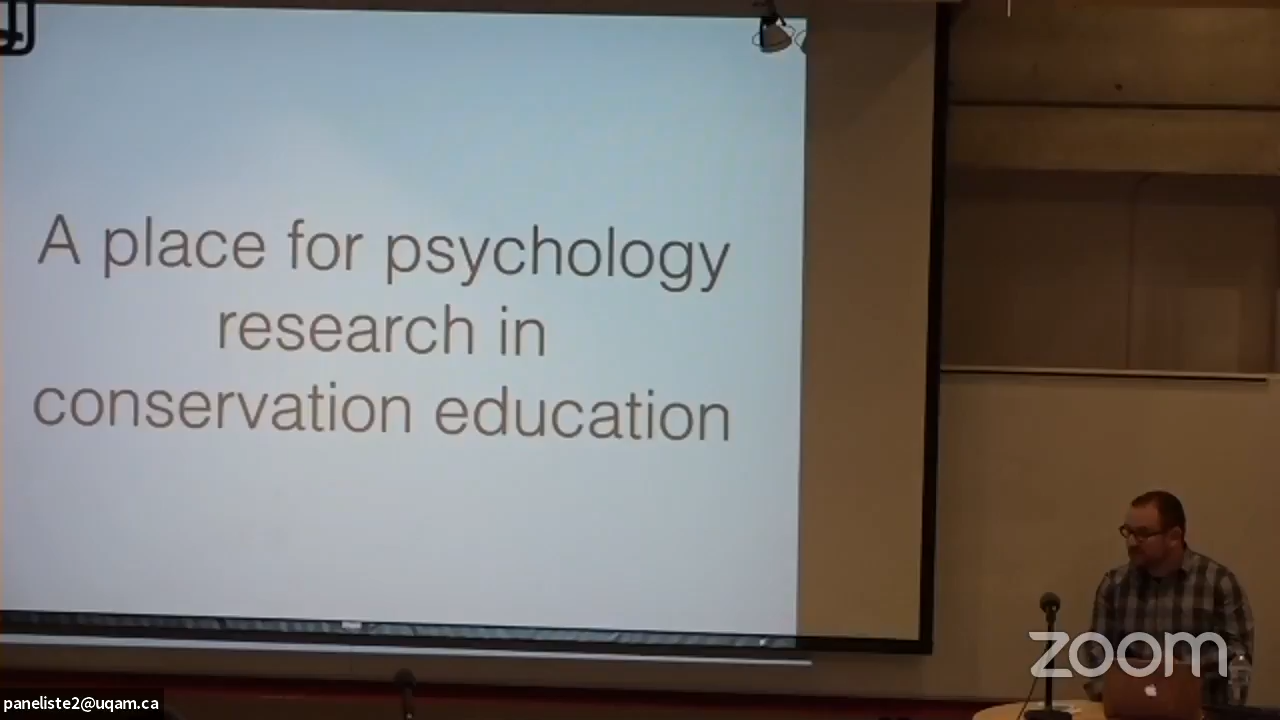 A place for psychology
research in
conservation education
zoom
paneliste2@uqam.ca